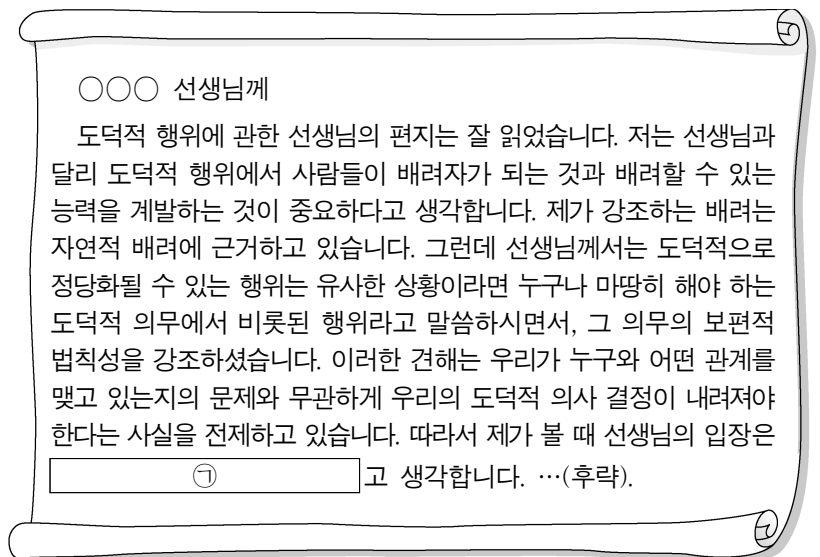 ○○○ 선생님께
도덕적 행위에 관한 선생님의 편지는 잘 읽었습니다. 저는 선생님과
달리 도덕적 행위에서 사람들이 배려자가 되는 것과 배려할 수 있는
능력을 계발하는 것이 중요하다고 생각합니다. 제가 강조하는 배려는
자연적 배려에 근거하고 있습니다. 그런데 선생님께서는 도덕적으로
정당화될 수 있는 행위는 유사한 상황이라면 누구나 마땅히 해야 하는
도덕적 의무에서 비롯된 행위라고 말씀하시면서, 그 의무의 보편적
법칙성을 강조하셨습니다. 이러한 견해는 우리가 누구와 어떤 관계를
맺고 있는지의 문제와 무관하게 우리의 도덕적 의사 결정이 내려져야
한다는 사실을 전제하고 있습니다. 따라서 제가 볼 때 선생님의 입장은
㉠ 고 생각합니다. …(후략).